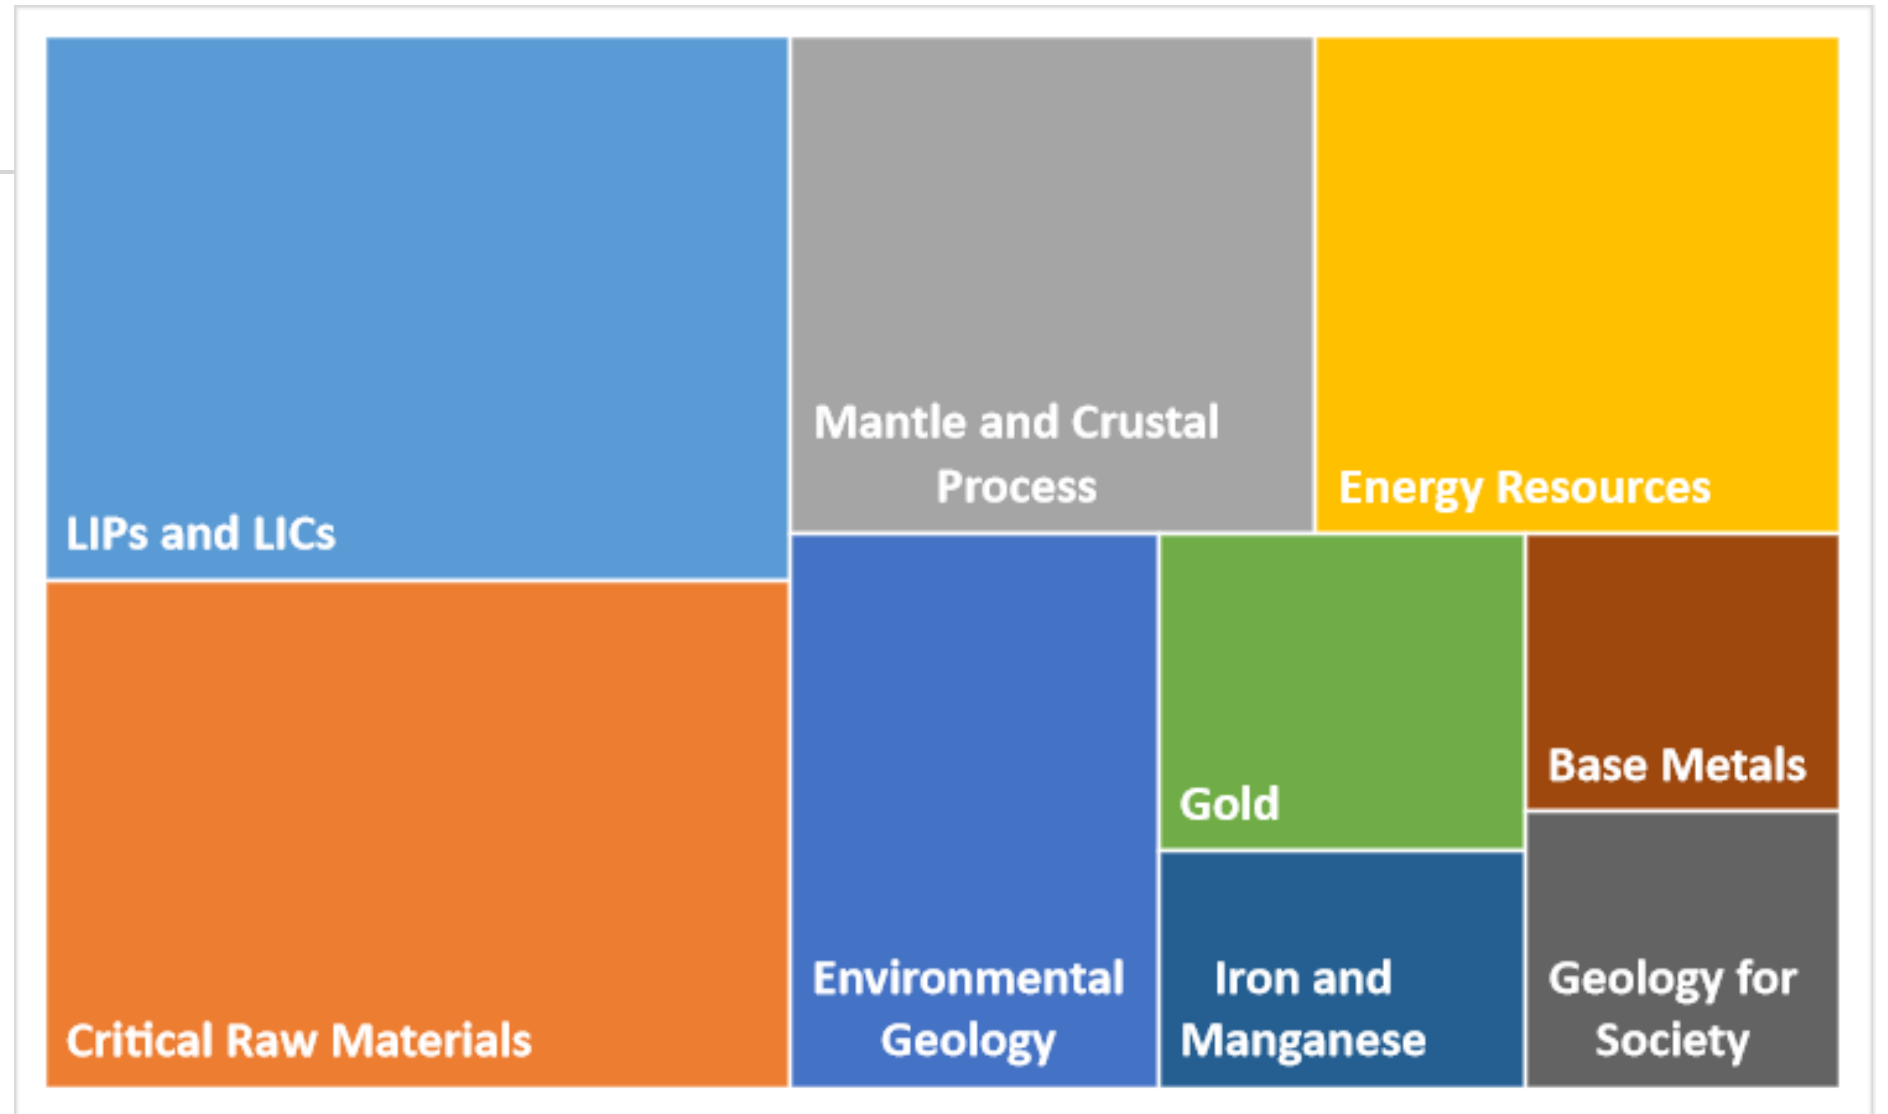 LIPs and LICs
Critical Raw Materials
Mantle and Crustal
Process
Energy Resources
Environmental
Geology
Gold
Iron and
Manganese
Base Metals
Geology for
Society